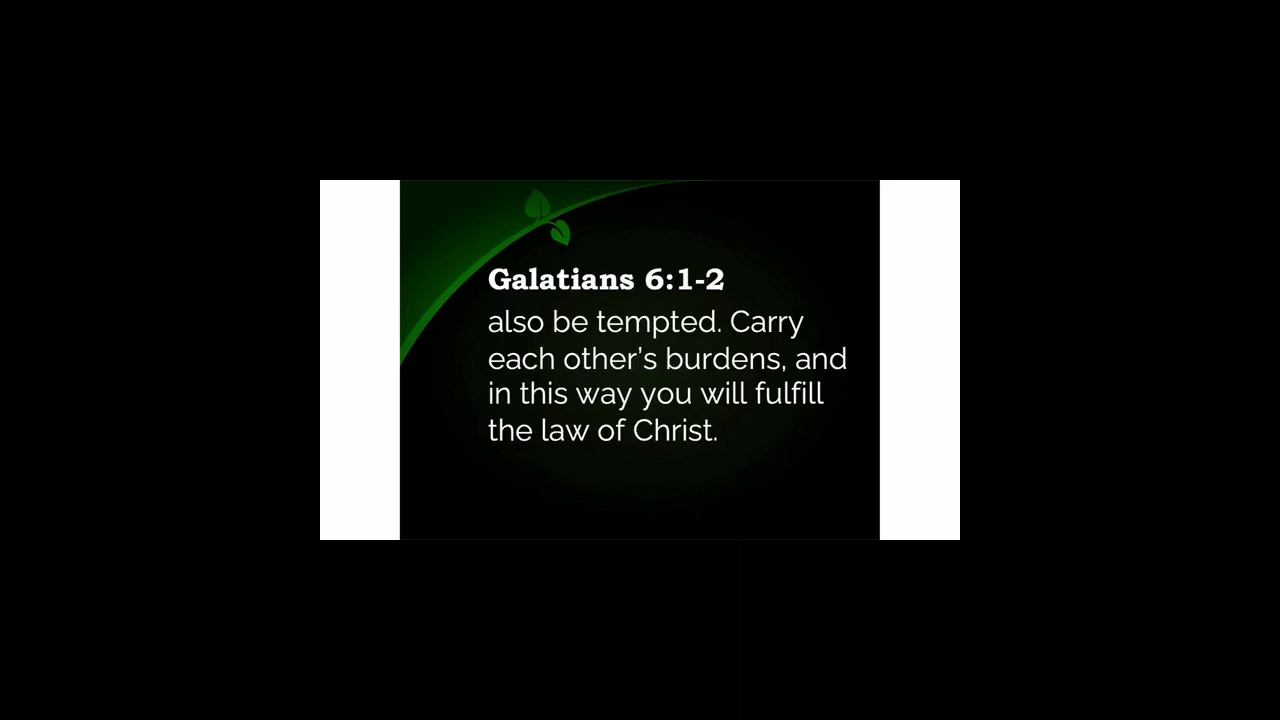 Galatians 6:1-2
also be tempted. Carry
each other's burdens, and
in this way you will fulfill
the law of Christ.